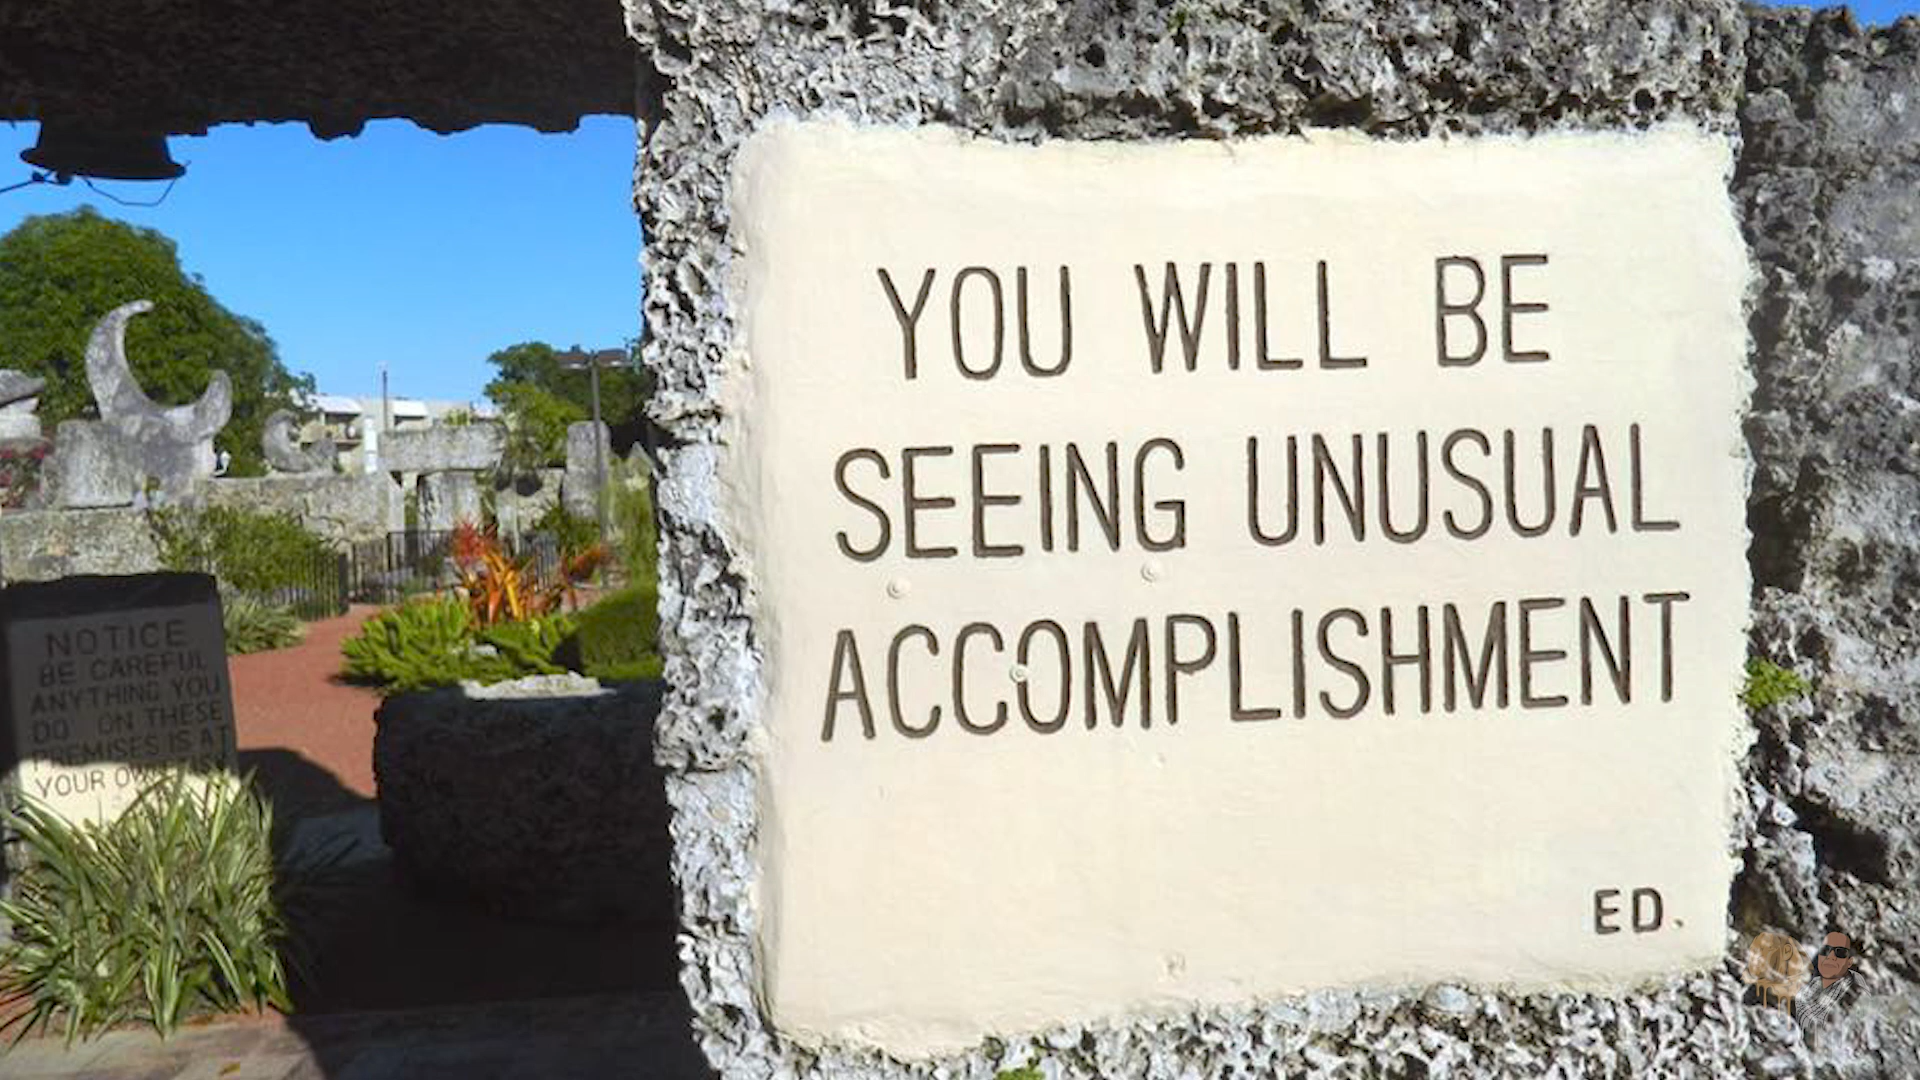 YOU WILL BE
SEEING UNUSUAL
ACCOMPLISHMENT
ED.
NOTICE
BE CAREFUL
ANYTHING YOU
DO ON THESE
PREMISES IS AT
YOUR OWN